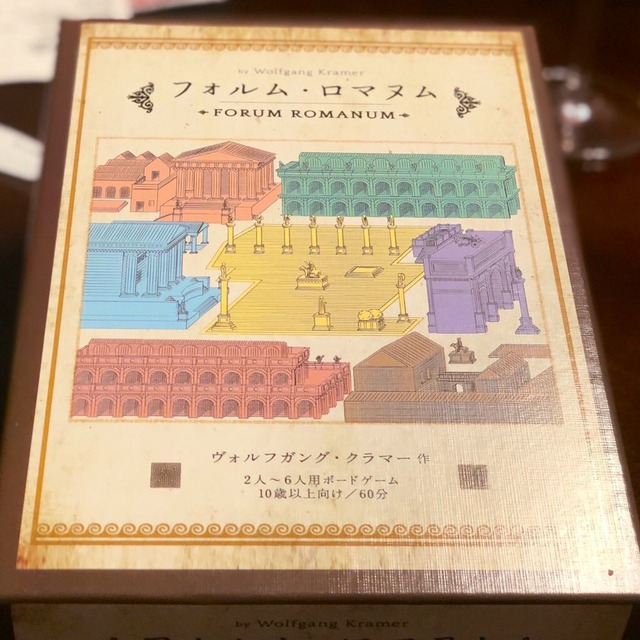 by Wolfgang Kramer
フォルム・ロマヌム
FORUM ROMANUM
ヴォルフガング・クラマー 作
2人～6人用ボードゲーム
10歳以上向け／60分
by Wolfgang Kramer